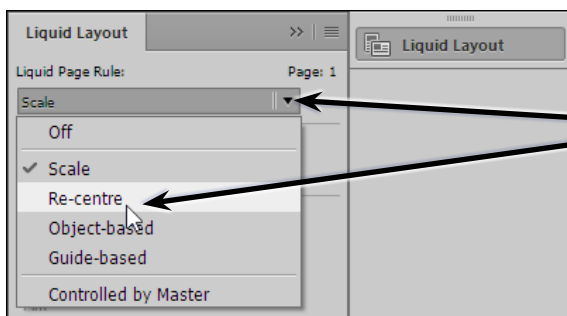 Liquid Layout
Liquid Page Rule: Page: 1
Scale
Off
Scale
Re-centre
Object-based
Guide-based
Controlled by Master
Liquid Layout